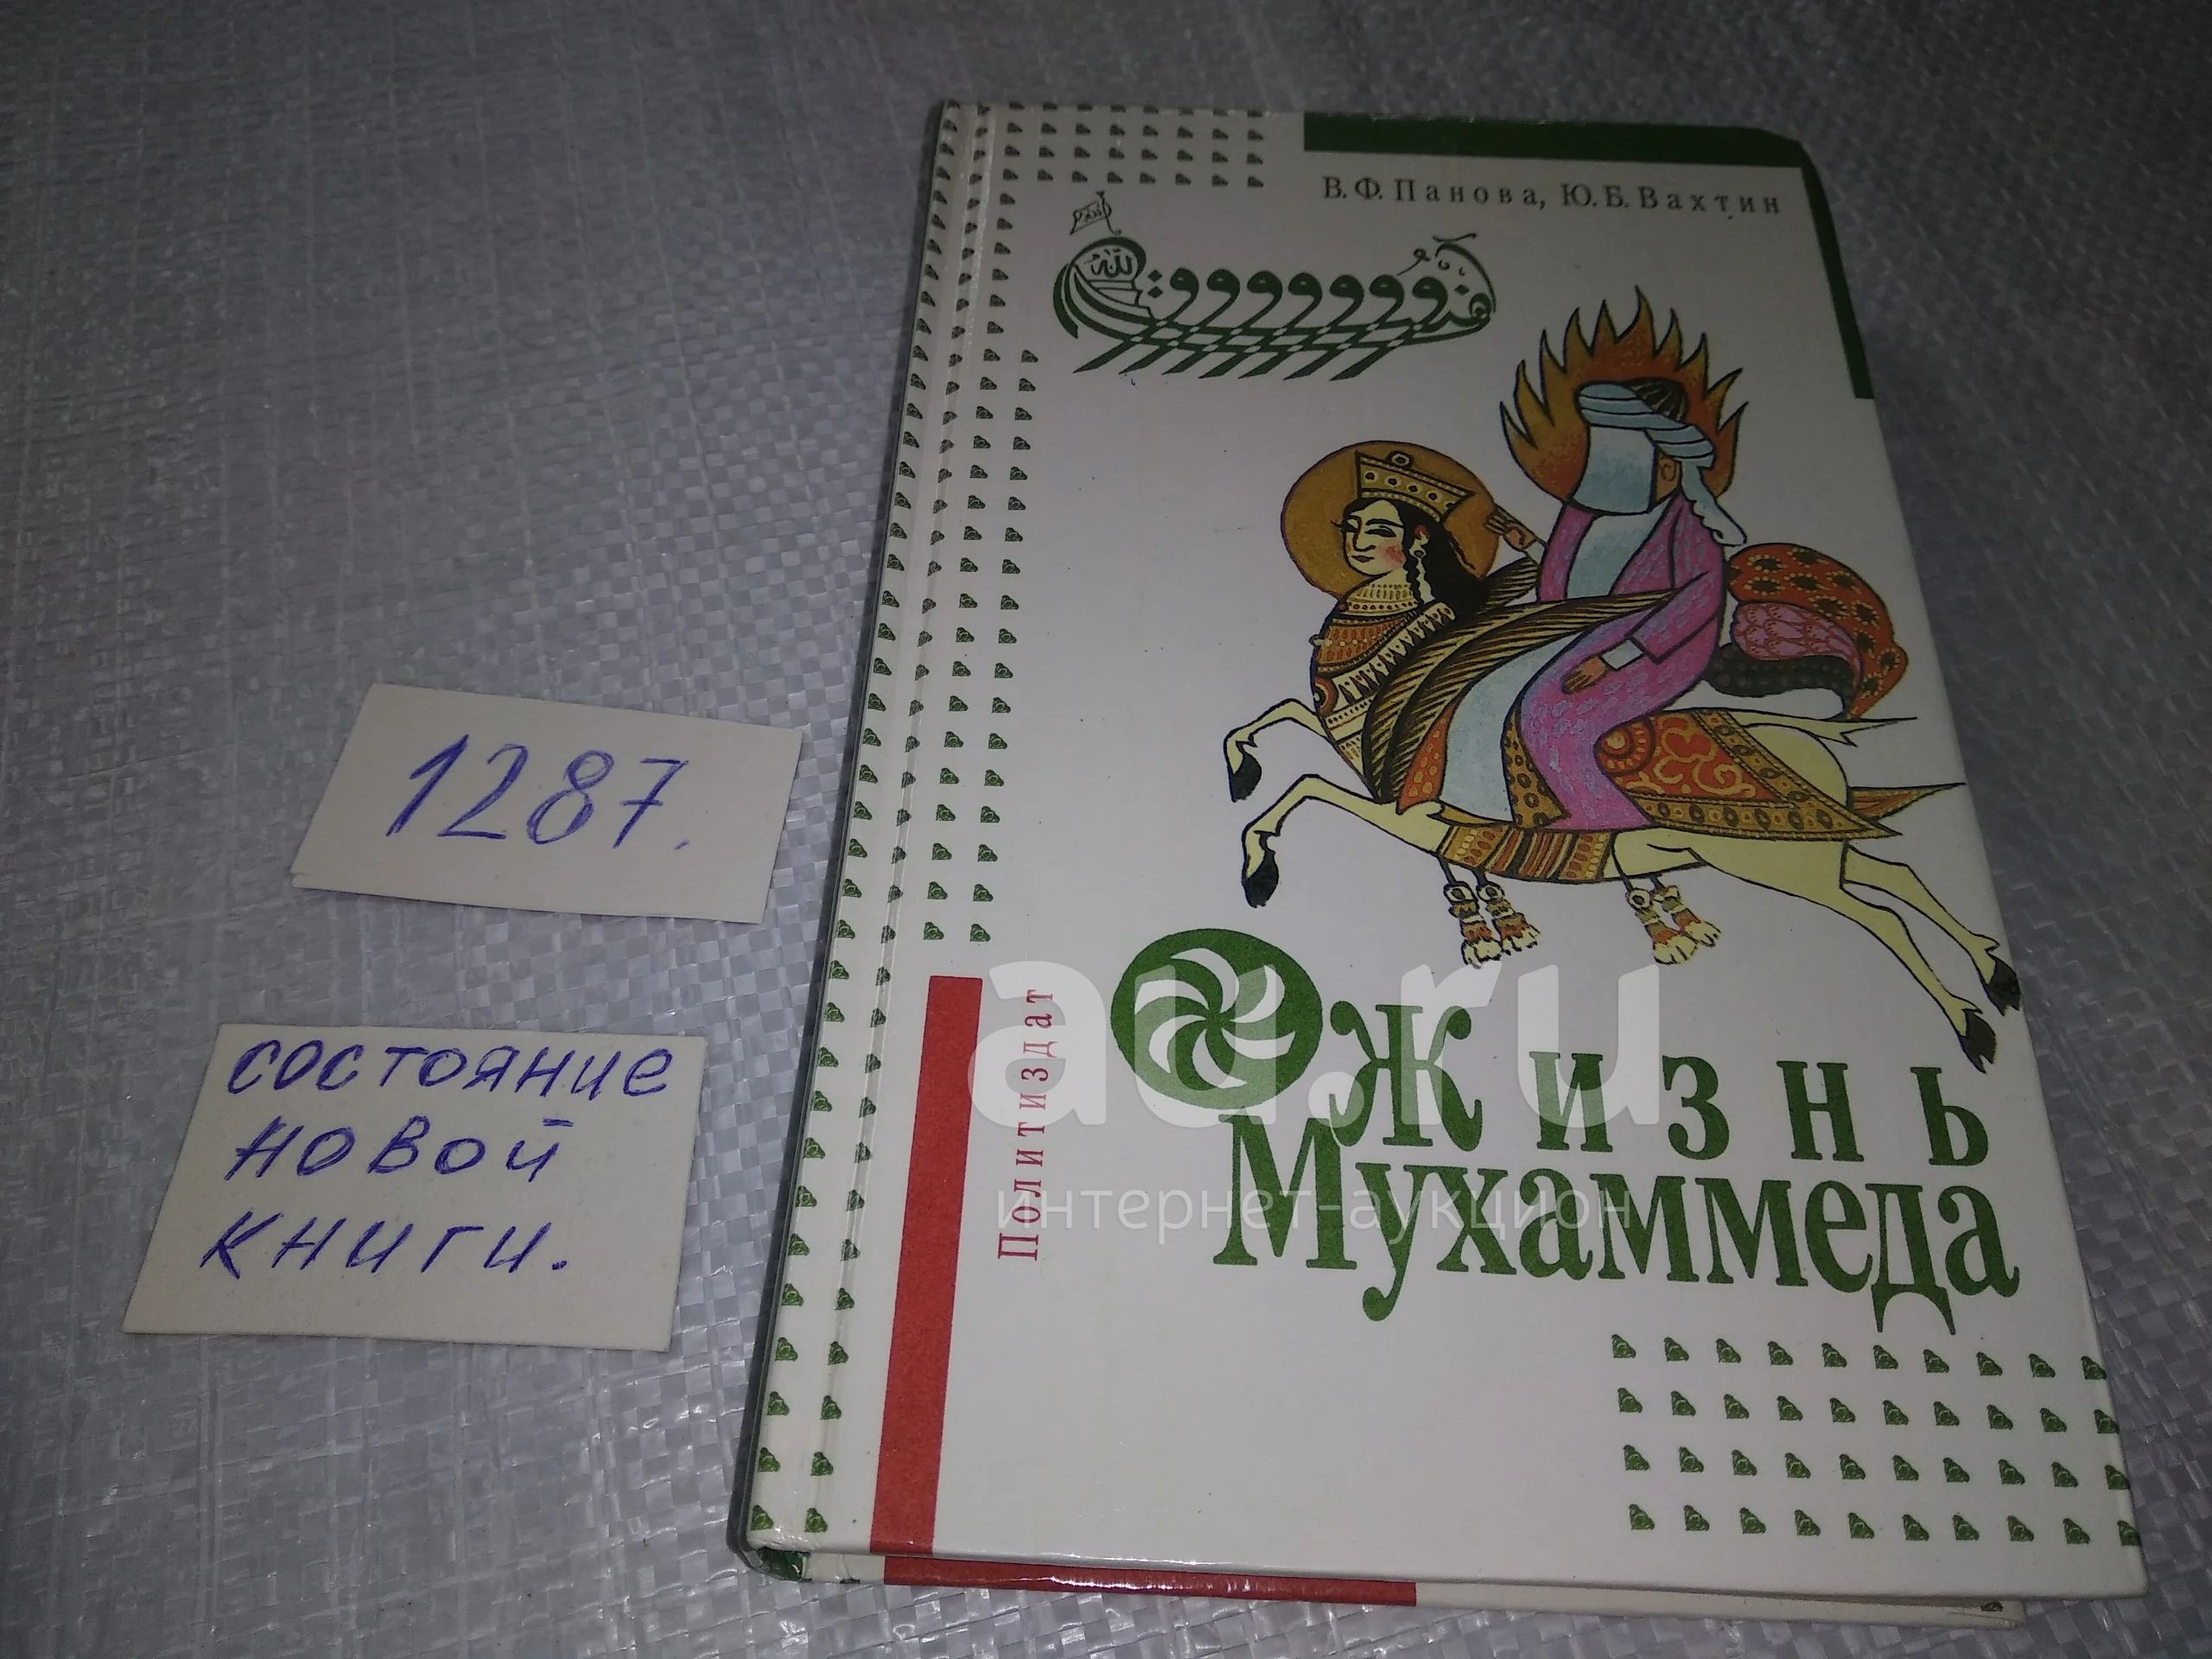 В.Ф.Панова, Ю.Б.Вахтин
1287.
состояние
новой
книги.
Политиздат
Жизнь
Мухаммеда
au.ru
интернет-аукцион